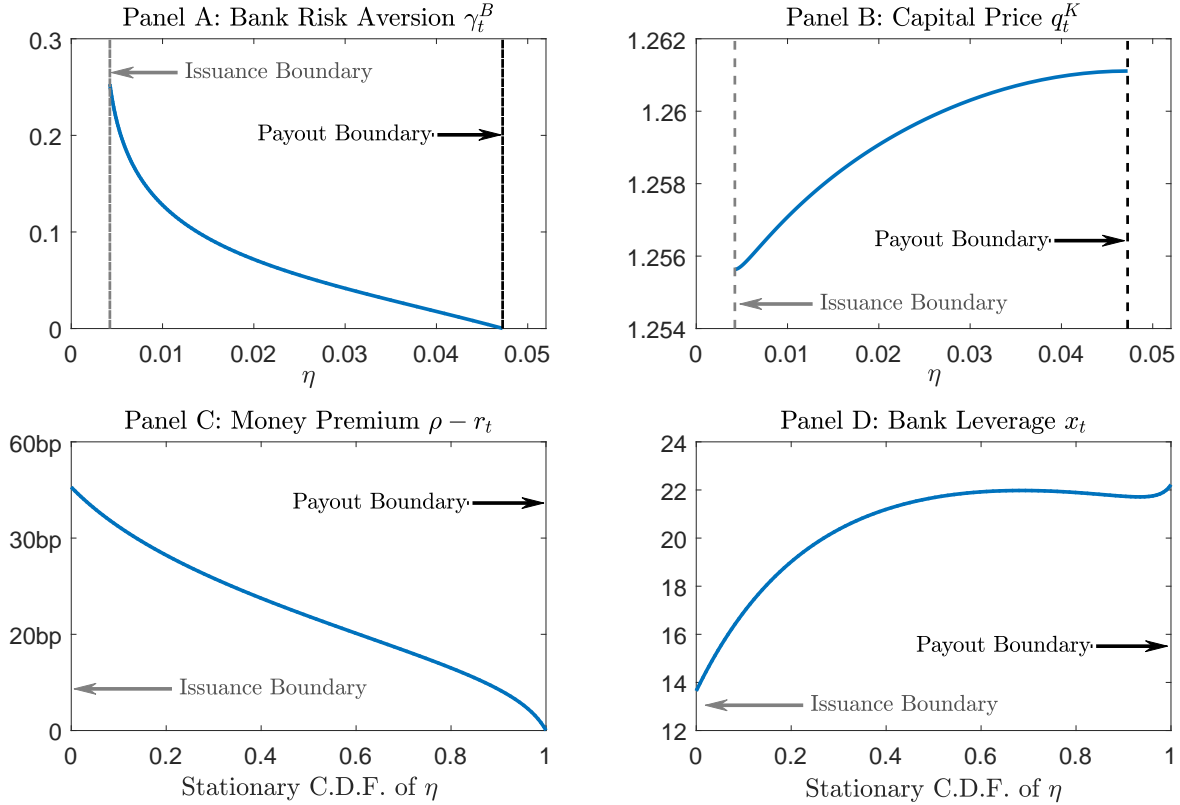 Panel A: Bank Risk Aversion γ_t^B
0.3
0.2
0.1
0
Issuance Boundary
Payout Boundary
0 0.01 0.02 0.03 0.04 0.05
η
Panel B: Capital Price q_t^K
1.262
1.26
1.258
1.256
1.254
Payout Boundary
Issuance Boundary
0 0.01 0.02 0.03 0.04 0.05
η
Panel C: Money Premium ρ − r_t
60bp
30bp
20bp
0
Payout Boundary
Issuance Boundary
0 0.2 0.4 0.6 0.8 1
Stationary C.D.F. of η
Panel D: Bank Leverage x_t
24
22
20
18
16
14
12
Payout Boundary
Issuance Boundary
0 0.2 0.4 0.6 0.8 1
Stationary C.D.F. of η